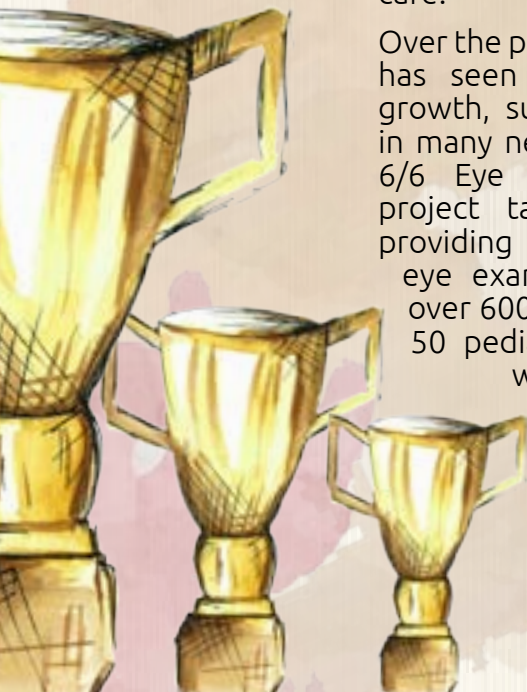 care?
Over the p
has seen
growth, su
in many ne
6/6 Eye
project ta
providing
eye exar
over 600
50 pedi
w